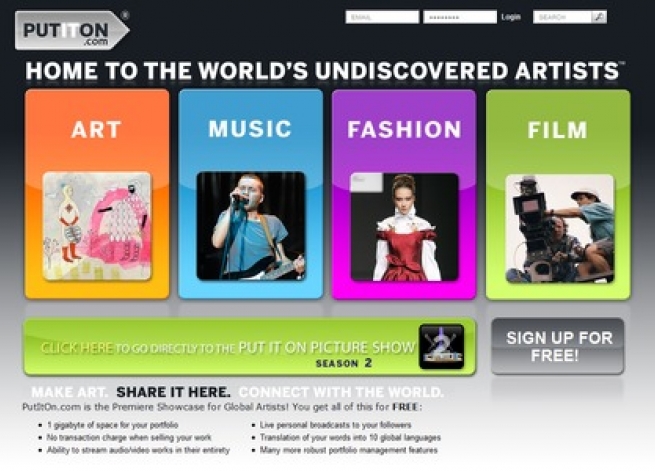 PUTITON®
.com
EMAIL
••••••••
Login
SEARCH
HOME TO THE WORLD'S UNDISCOVERED ARTISTS™
ART
MUSIC
FASHION
FILM
CLICK HERE TO GO DIRECTLY TO THE PUT IT ON PICTURE SHOW
SEASON 2
2
SIGN UP FOR
FREE!
MAKE ART. SHARE IT HERE. CONNECT WITH THE WORLD.
PutItOn.com is the Premiere Showcase for Global Artists! You get all of this for FREE:
• 1 gigabyte of space for your portfolio
• No transaction charge when selling your work
• Ability to stream audio/video works in their entirety
• Live personal broadcasts to your followers
• Translation of your words into 10 global languages
• Many more robust portfolio management features